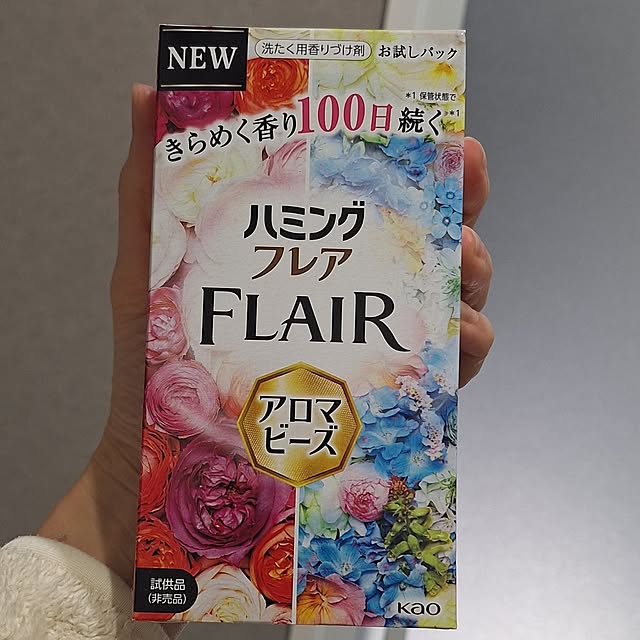 NEW
洗たく用香りづけ剤
お試しパック
*1 保管状態で
きらめく香り100日続く*1
ハミング
フレア
FLAIR
アロマ
ビーズ
試供品
(非売品)
Kao